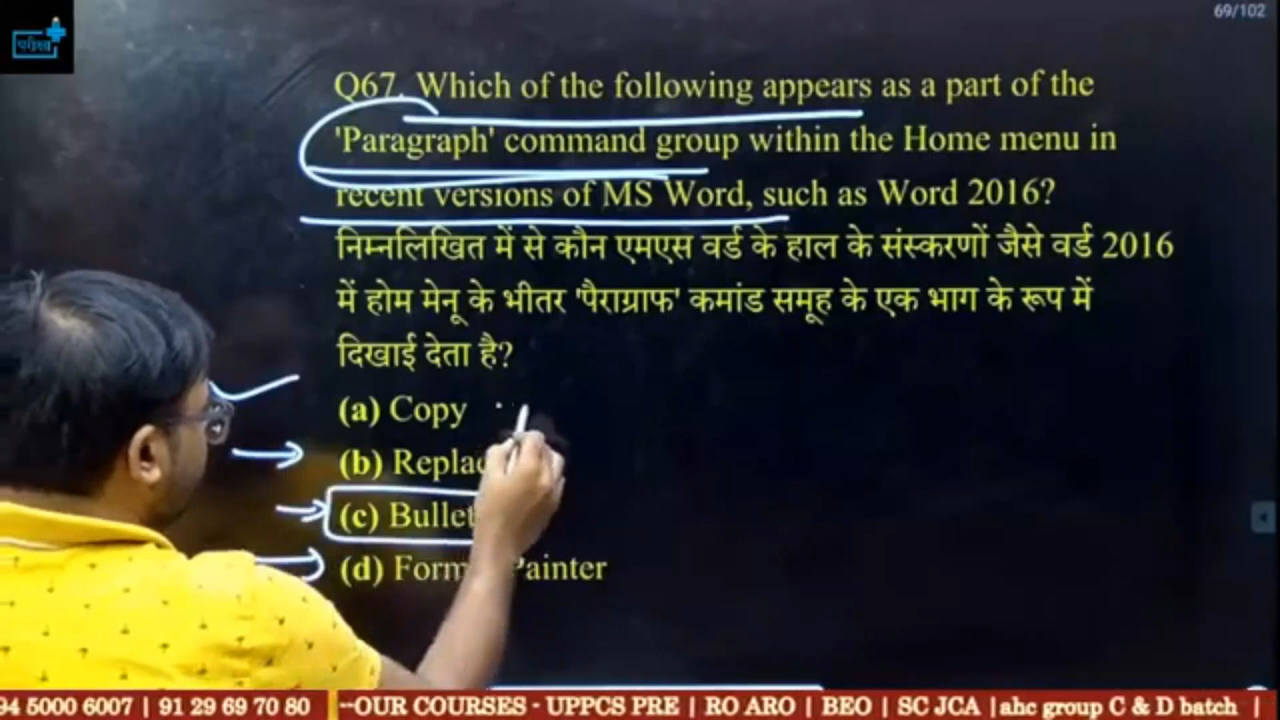 परीक्षा
69/102
Q67. Which of the following appears as a part of the
'Paragraph' command group within the Home menu in
recent versions of MS Word, such as Word 2016?
निम्नलिखित में से कौन एमएस वर्ड के हाल के संस्करणों जैसे वर्ड 2016
में होम मेनू के भीतर 'पैराग्राफ' कमांड समूह के एक भाग के रूप में
दिखाई देता है?
(a) Copy
(b) Replac
(c) Bullet
(d) Form Painter
94 5000 6007 | 91 29 69 70 80 --OUR COURSES - UPPCS PRE | RO ARO | BEO | SC JCA |ahc group C & D batch |